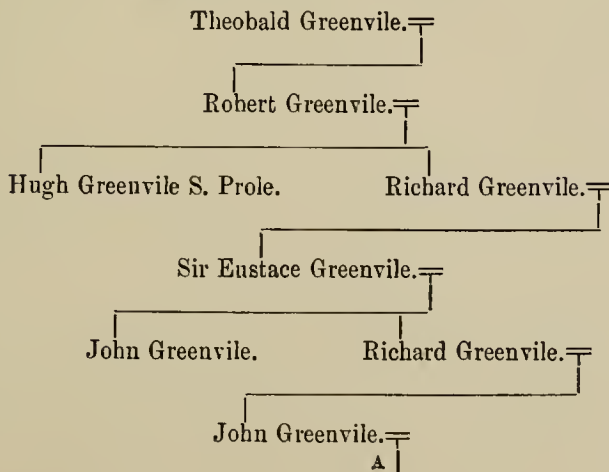 Theobald Greenvile.
Robert Greenvile.
Hugh Greenvile S. Prole. Richard Greenvile.
Sir Eustace Greenvile.
John Greenvile. Richard Greenvile.
John Greenvile.
A